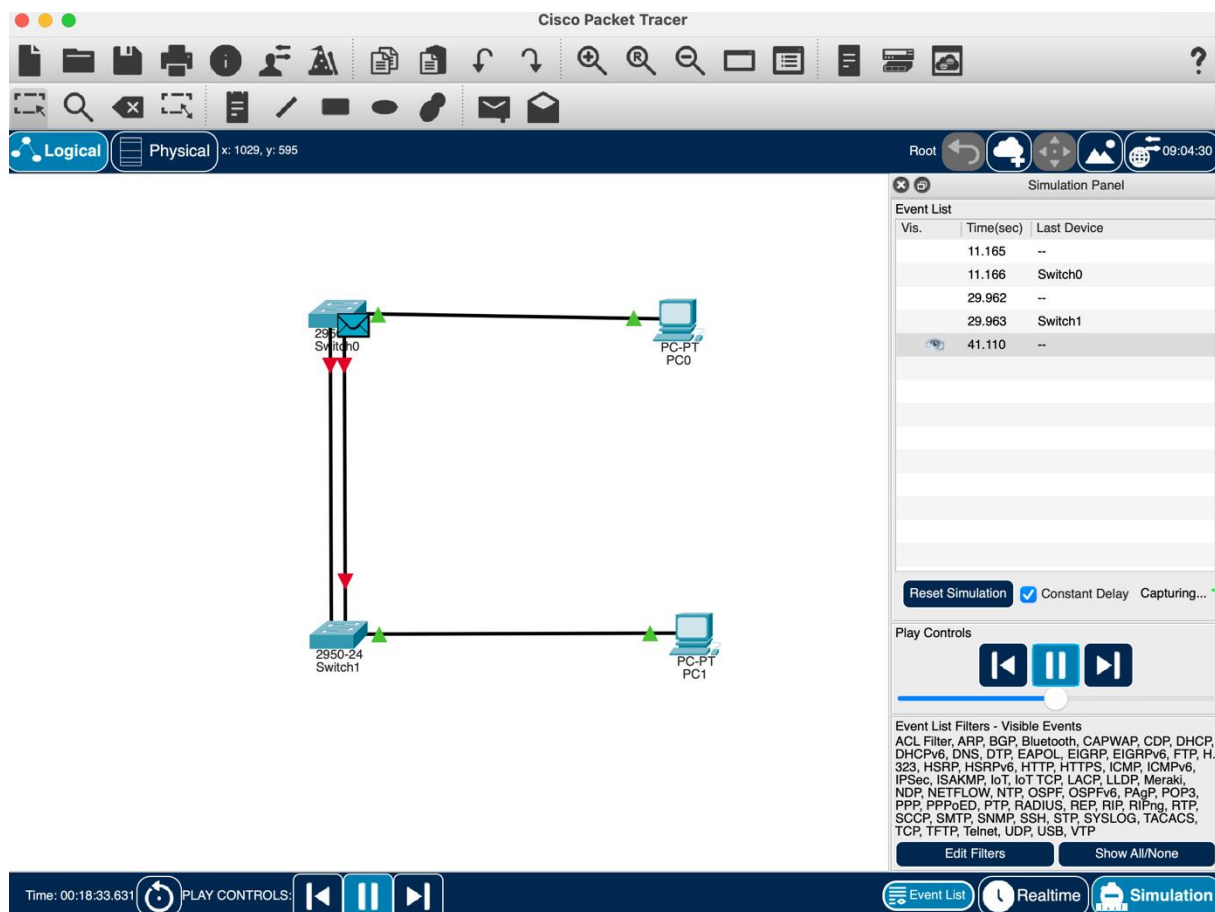 Cisco Packet Tracer
?
Logical
Physical
x: 1029, y: 595
Root
09:04:30
Simulation Panel
Event List
Vis. Time(sec) Last Device
11.165 --
11.166 Switch0
29.962 --
29.963 Switch1
41.110 --
Switch0
PC-PT
PC0
2950-24
Switch1
PC-PT
PC1
Reset Simulation
Constant Delay
Capturing...
Play Controls
Event List Filters - Visible Events
ACL Filter, ARP, BGP, Bluetooth, CAPWAP, CDP, DHCP,
DHCPv6, DNS, DTP, EAPOL, EIGRP, EIGRPv6, FTP, H.
323, HSRP, HSRPv6, HTTP, HTTPS, ICMP, ICMPv6,
IPSec, ISAKMP, IoT, IoT TCP, LACP, LLDP, Meraki,
NDP, NETFLOW, NTP, OSPF, OSPFv6, PAgP, POP3,
PPP, PPPoED, PTP, RADIUS, REP, RIP, RIPng, RTP,
SCCP, SMTP, SNMP, SSH, STP, SYSLOG, TACACS,
TCP, TFTP, Telnet, UDP, USB, VTP
Edit Filters
Show All/None
Time: 00:18:33.631
PLAY CONTROLS:
Event List
Realtime
Simulation